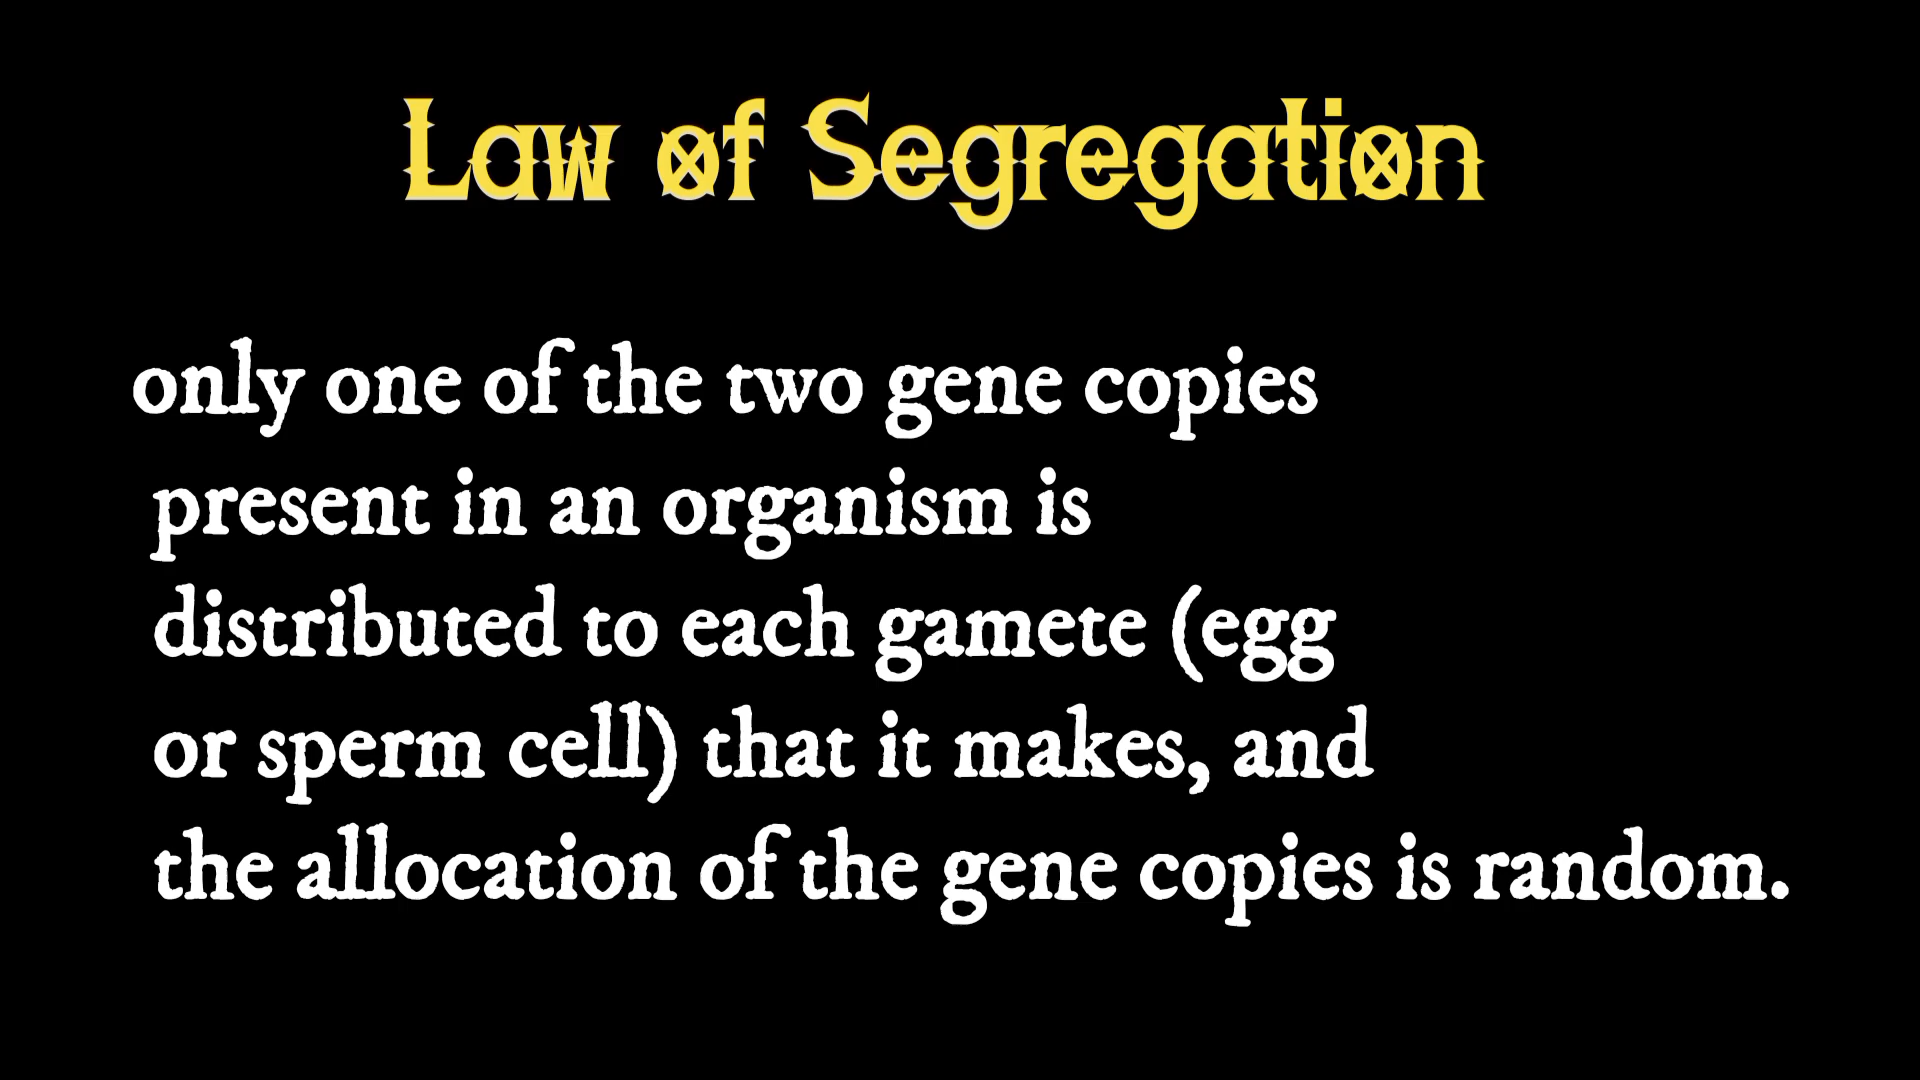 Law of Segregation
only one of the two gene copies
present in an organism is
distributed to each gamete (egg
or sperm cell) that it makes, and
the allocation of the gene copies is random.